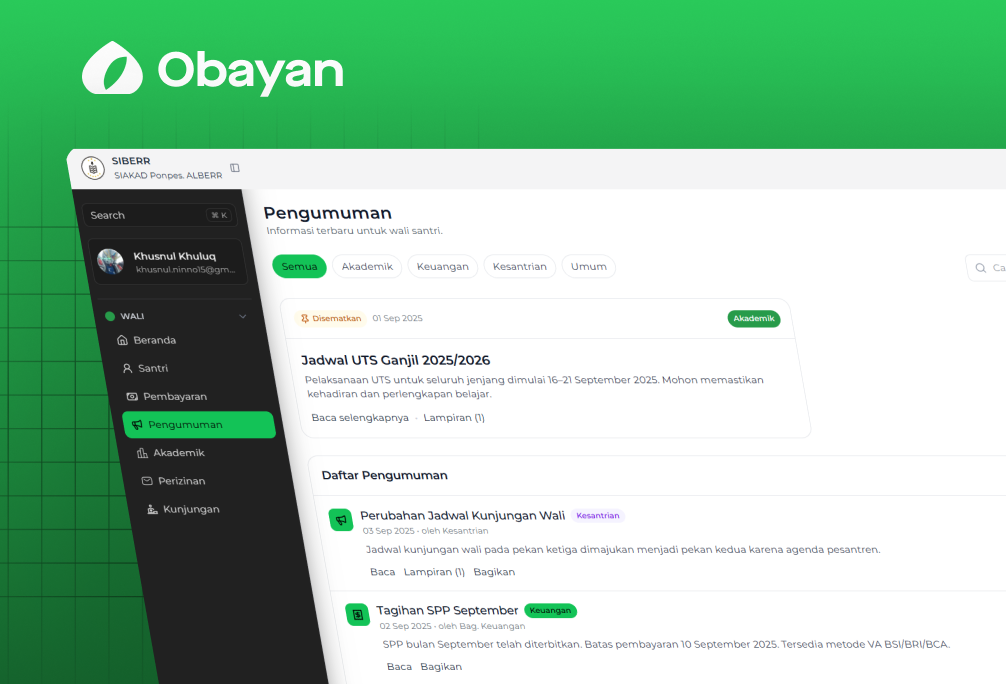 Obayan
SIBERR
SIAKAD Ponpes. ALBERR
Search
⌘ K
Khusnul Khuluq
khusnul.ninno15@gm...
WALI
Beranda
Santri
Pembayaran
Pengumuman
Akademik
Perizinan
Kunjungan
Pengumuman
Informasi terbaru untuk wali santri.
Semua
Akademik
Keuangan
Kesantrian
Umum
Disematkan
01 Sep 2025
Akademik
Jadwal UTS Ganjil 2025/2026
Pelaksanaan UTS untuk seluruh jenjang dimulai 16–21 September 2025. Mohon memastikan
kehadiran dan perlengkapan belajar.
Baca selengkapnya · Lampiran (1)
Daftar Pengumuman
Perubahan Jadwal Kunjungan Wali
Kesantrian
03 Sep 2025 • oleh Kesantrian
Jadwal kunjungan wali pada pekan ketiga dimajukan menjadi pekan kedua karena agenda pesantren.
Baca Lampiran (1) Bagikan
Tagihan SPP September
Keuangan
02 Sep 2025 • oleh Bag. Keuangan
SPP bulan September telah diterbitkan. Batas pembayaran 10 September 2025. Tersedia metode VA BSI/BRI/BCA.
Baca Bagikan